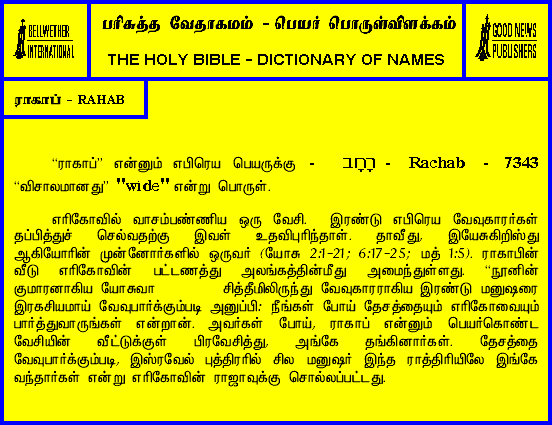 BELLWETHER
INTERNATIONAL
பரிசுத்த வேதாகமம் - பெயர் பொருள்விளக்கம்
THE HOLY BIBLE - DICTIONARY OF NAMES
GOOD NEWS
PUBLISHERS
ராகாப் - RAHAB
“ராகாப்” என்னும் எபிரெய பெயருக்கு - רָחָב - Rachab - 7343
“விசாலமானது” "wide" என்று பொருள்.
எரிகோவில் வாசம்பண்ணிய ஒரு வேசி. இரண்டு எபிரெய வேவுகாரர்கள்
தப்பித்துச் செல்வதற்கு இவள் உதவிபுரிந்தாள். தாவீது, இயேசுகிறிஸ்து
ஆகியோரின் முன்னோர்களில் ஒருவர் (யோசு 2:1-21; 6:17-25; மத் 1:5). ராகாபின்
வீடு எரிகோவின் பட்டணத்து அலங்கத்தின்மீது அமைந்துள்ளது. “நூனின்
குமாரனாகிய யோசுவா சித்தீமிலிருந்து வேவுகாரராகிய இரண்டு மனுஷரை
இரகசியமாய் வேவுபார்க்கும்படி அனுப்பி: நீங்கள் போய் தேசத்தையும் எரிகோவையும்
பார்த்துவாருங்கள் என்றான். அவர்கள் போய், ராகாப் என்னும் பெயர்கொண்ட
வேசியின் வீட்டுக்குள் பிரவேசித்து, அங்கே தங்கினார்கள். தேசத்தை
வேவுபார்க்கும்படி, இஸ்ரவேல் புத்திரரில் சில மனுஷர் இந்த ராத்திரியிலே இங்கே
வந்தார்கள் என்று எரிகோவின் ராஜாவுக்கு சொல்லப்பட்டது.